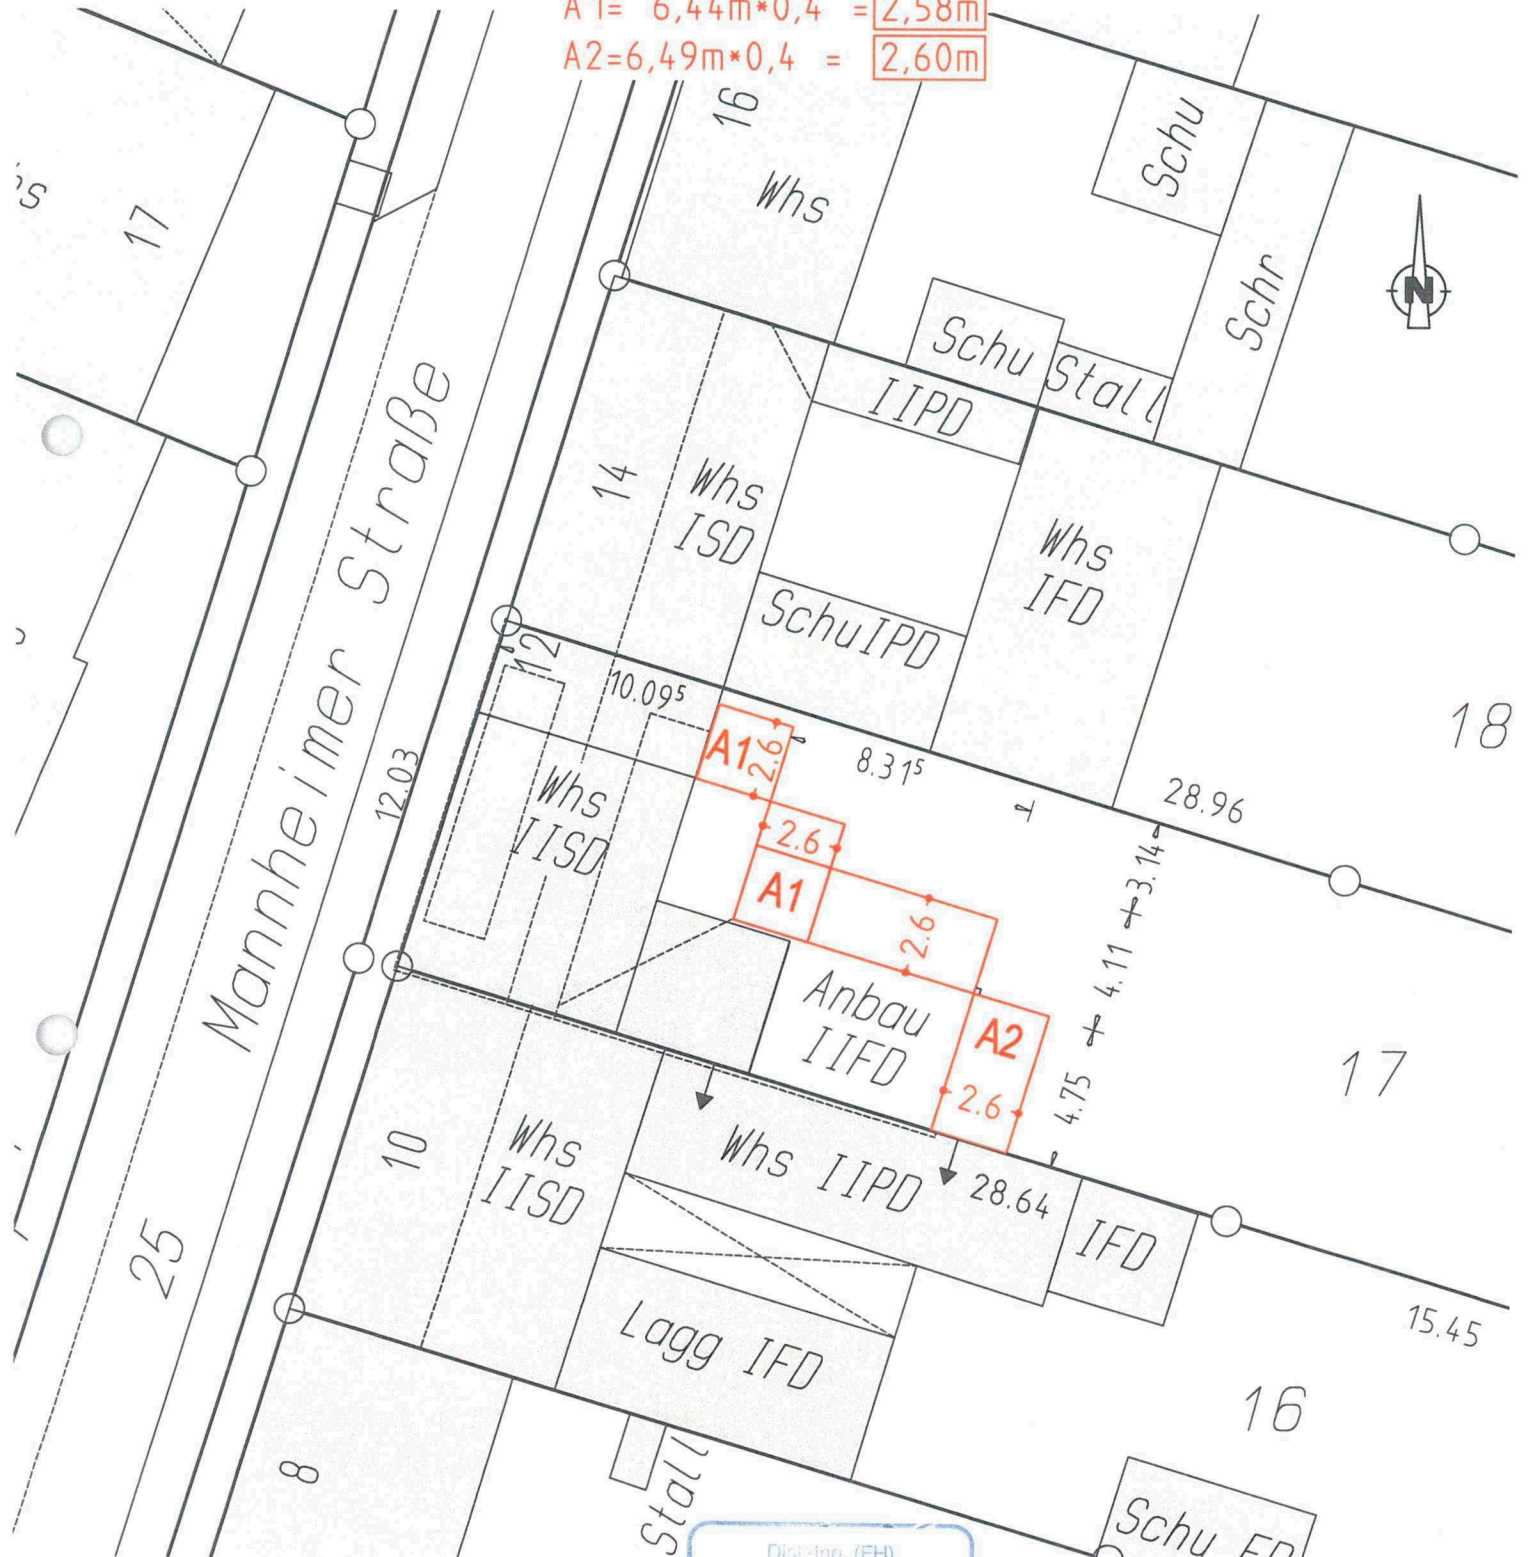 A1= 6,44m*0,4 = 2,58m
A2=6,49m*0,4 = 2,60m
16
Whs
Schu
Schr
17
N
Schu
Stall
IIPD
14
Whs
ISD
Whs
IFD
SchuIPD
Mannheimer Straße
12
10.09⁵
18
A1
2.6
8.31⁵
28.96
12.03
Whs
IISD
2.6
A1
3.14
2.6
4.11
Anbau
IIFD
A2
2.6
4.75
17
10
Whs
IISD
Whs IIPD
28.64
IFD
25
15.45
Lagg IFD
16
8
Stall
Schu
Dipl.-Ing. (FH)